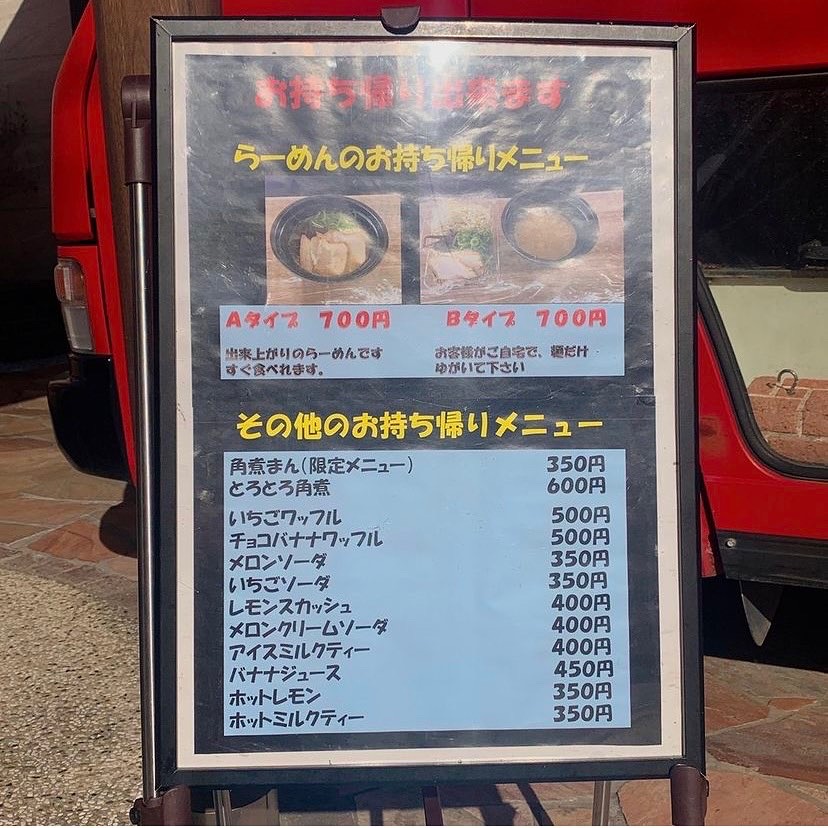 お持ち帰り出来ます
らーめんのお持ち帰りメニュー
Aタイプ 700円
出来上がりのらーめんです
すぐ食べれます。
Bタイプ 700円
お客様がご自宅で、麺だけ
ゆがいて下さい
その他のお持ち帰りメニュー
角煮まん(限定メニュー) 350円
とろとろ角煮 600円
いちごワッフル 500円
チョコバナナワッフル 500円
メロンソーダ 350円
いちごソーダ 350円
レモンスカッシュ 400円
メロンクリームソーダ 400円
アイスミルクティー 400円
バナナジュース 450円
ホットレモン 350円
ホットミルクティー 350円